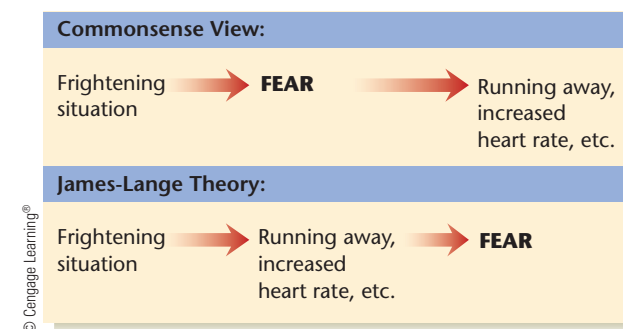 Commonsense View:
Frightening situation
FEAR
Running away,
increased
heart rate, etc.
James-Lange Theory:
Frightening
situation
Running away,
increased
heart rate, etc.
FEAR
© Cengage Learning®